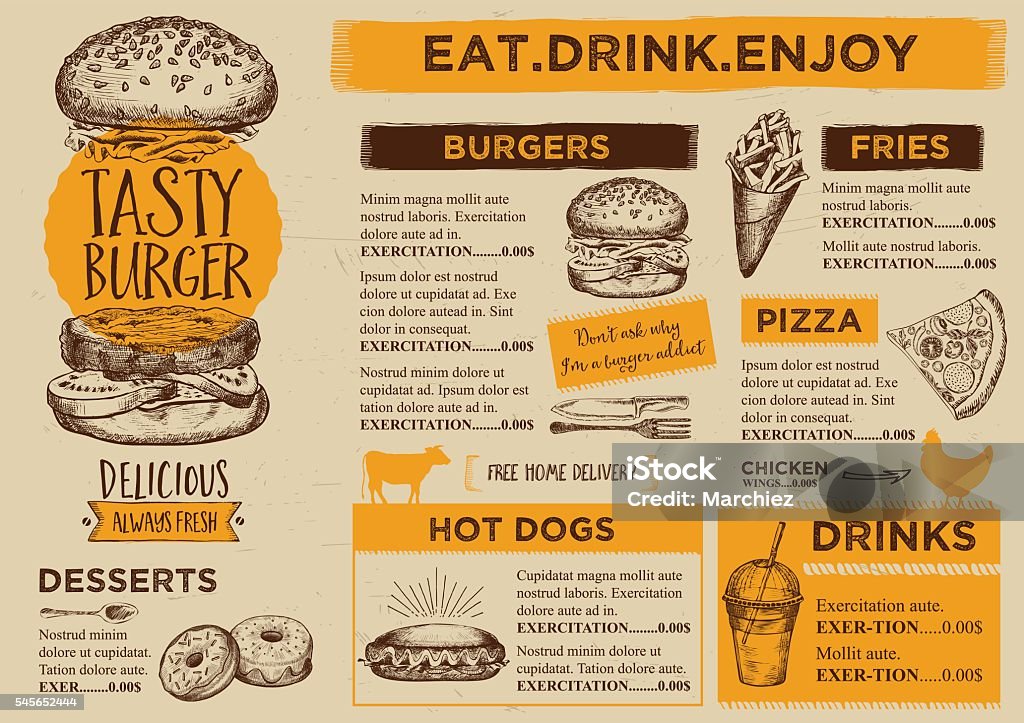 EAT.DRINK.ENJOY
TASTY
BURGER
DELICIOUS
ALWAYS FRESH
DESSERTS
Nostrud minim
dolore ut cupidatat.
Tation dolore aute.
EXER.......0.00$
BURGERS
Minim magna mollit aute
nostrud laboris. Exercitation
dolore aute ad in.
EXERCITATION........0.00$
Ipsum dolor est nostrud
dolore ut cupidatat ad. Exe
cion dolore autead in. Sint
dolor in consequat.
EXERCITATION........0.00$
Nostrud minim dolore ut
cupidatat ad. Ipsum dolor est
tation dolore aute ad in.
EXERCITATION........0.00$
Don't ask why
I'm a burger addict
FREE HOME DELIVERY
FRIES
Minim magna mollit aute
nostrud laboris.
EXERCITATION........0.00$
Mollit aute nostrud laboris.
EXERCITATION........0.00$
PIZZA
Ipsum dolor est nostrud
dolore ut cupidatat ad. Exe
cion dolore autead in. Sint
dolor in consequat.
EXERCITATION........0.00$
CHICKEN
WINGS....0.00$
HOT DOGS
Cupidatat magna mollit aute
nostrud laboris. Exercitation
dolore aute ad in.
EXERCITATION........0.00$
Nostrud minim dolore ut
cupidatat. Tation dolore aute.
EXERCITATION........0.00$
DRINKS
Exercitation aute.
EXER-TION.....0.00$
Mollit aute.
EXER-TION.....0.00$
iStock™
Credit: Marchiez
545652444